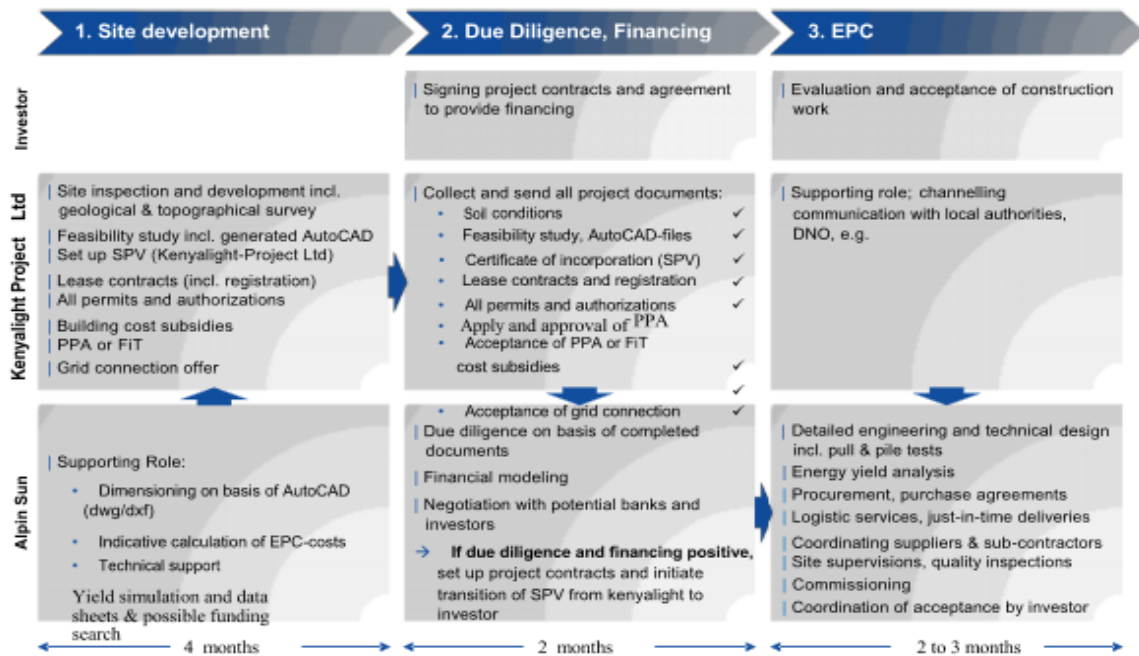 1. Site development
2. Due Diligence, Financing
3. EPC
Investor
| Signing project contracts and agreement
to provide financing
| Evaluation and acceptance of construction
work
Kenyalight Project Ltd
| Site inspection and development incl.
geological & topographical survey
| Feasibility study incl. generated AutoCAD
| Set up SPV (Kenyalight-Project Ltd)
| Lease contracts (incl. registration)
| All permits and authorizations
| Building cost subsidies
| PPA or FiT
| Grid connection offer
| Collect and send all project documents:
• Soil conditions ✓
• Feasibility study, AutoCAD-files ✓
• Certificate of incorporation (SPV) ✓
• Lease contracts and registration ✓
• All permits and authorizations ✓
• Apply and approval of PPA
• Acceptance of PPA or FiT
cost subsidies ✓
✓
• Acceptance of grid connection ✓
| Supporting role; channelling
communication with local authorities,
DNO, e.g.
Alpin Sun
| Supporting Role:
• Dimensioning on basis of AutoCAD
(dwg/dxf)
• Indicative calculation of EPC-costs
• Technical support
Yield simulation and data
sheets & possible funding
search
| Due diligence on basis of completed
documents
| Financial modeling
| Negotiation with potential banks and
investors
→ If due diligence and financing positive,
set up project contracts and initiate
transition of SPV from kenyalight to
investor
| Detailed engineering and technical design
incl. pull & pile tests
| Energy yield analysis
| Procurement, purchase agreements
| Logistic services, just-in-time deliveries
| Coordinating suppliers & sub-contractors
| Site supervisions, quality inspections
| Commissioning
| Coordination of acceptance by investor
4 months
2 months
2 to 3 months